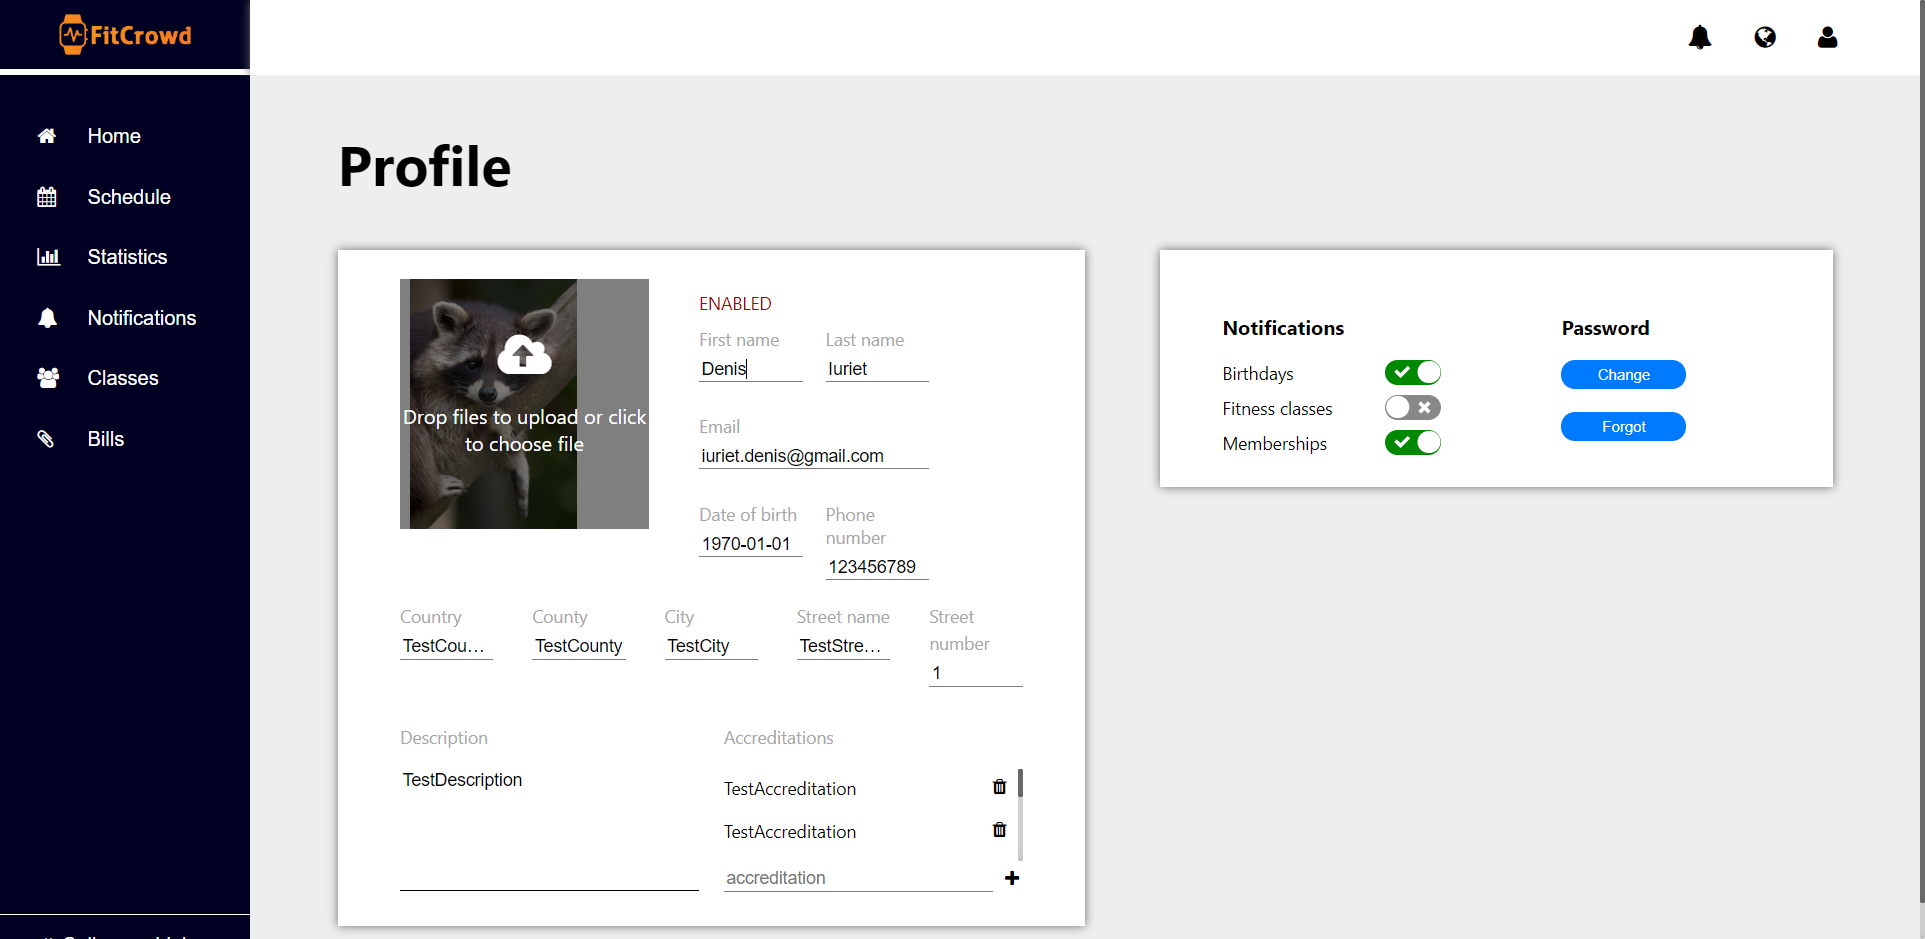 FitCrowd
Home
Schedule
Statistics
Notifications
Classes
Bills
Profile
Drop files to upload or click
to choose file
ENABLED
First name
Last name
Denis
Iuriet
Email
iuriet.denis@gmail.com
Date of birth
Phone
number
1970-01-01
123456789
Country
County
City
Street name
Street
number
TestCou...
TestCounty
TestCity
TestStre...
1
Description
TestDescription
Accreditations
TestAccreditation
TestAccreditation
accreditation
Notifications
Birthdays
Fitness classes
Memberships
Password
Change
Forgot